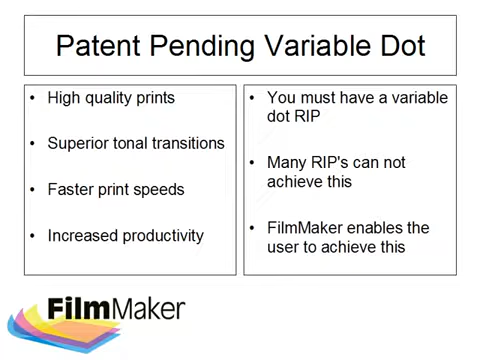 Patent Pending Variable Dot
• High quality prints
• Superior tonal transitions
• Faster print speeds
• Increased productivity
• You must have a variable
dot RIP
• Many RIP's can not
achieve this
• FilmMaker enables the
user to achieve this
FilmMaker